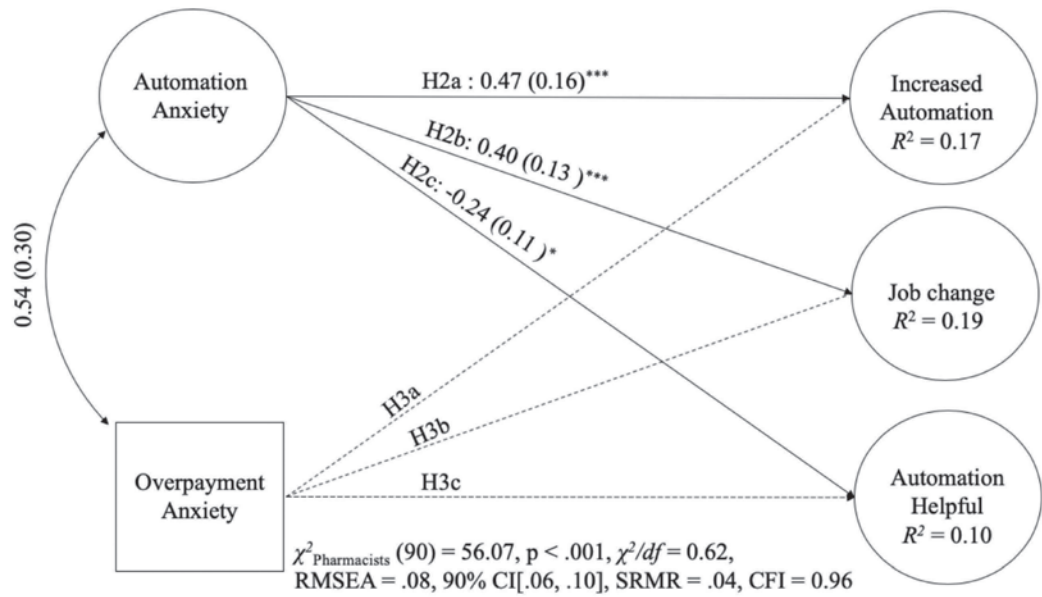 Automation
Anxiety
H2a : 0.47 (0.16)***
Increased
Automation
R² = 0.17
H2b: 0.40 (0.13 )***
H2c: -0.24 (0.11 )*
0.54 (0.30)
Job change
R² = 0.19
H3a
H3b
H3c
Overpayment
Anxiety
Automation
Helpful
R² = 0.10
χ²Pharmacists (90) = 56.07, p < .001, χ²/df = 0.62,
RMSEA = .08, 90% CI[.06, .10], SRMR = .04, CFI = 0.96